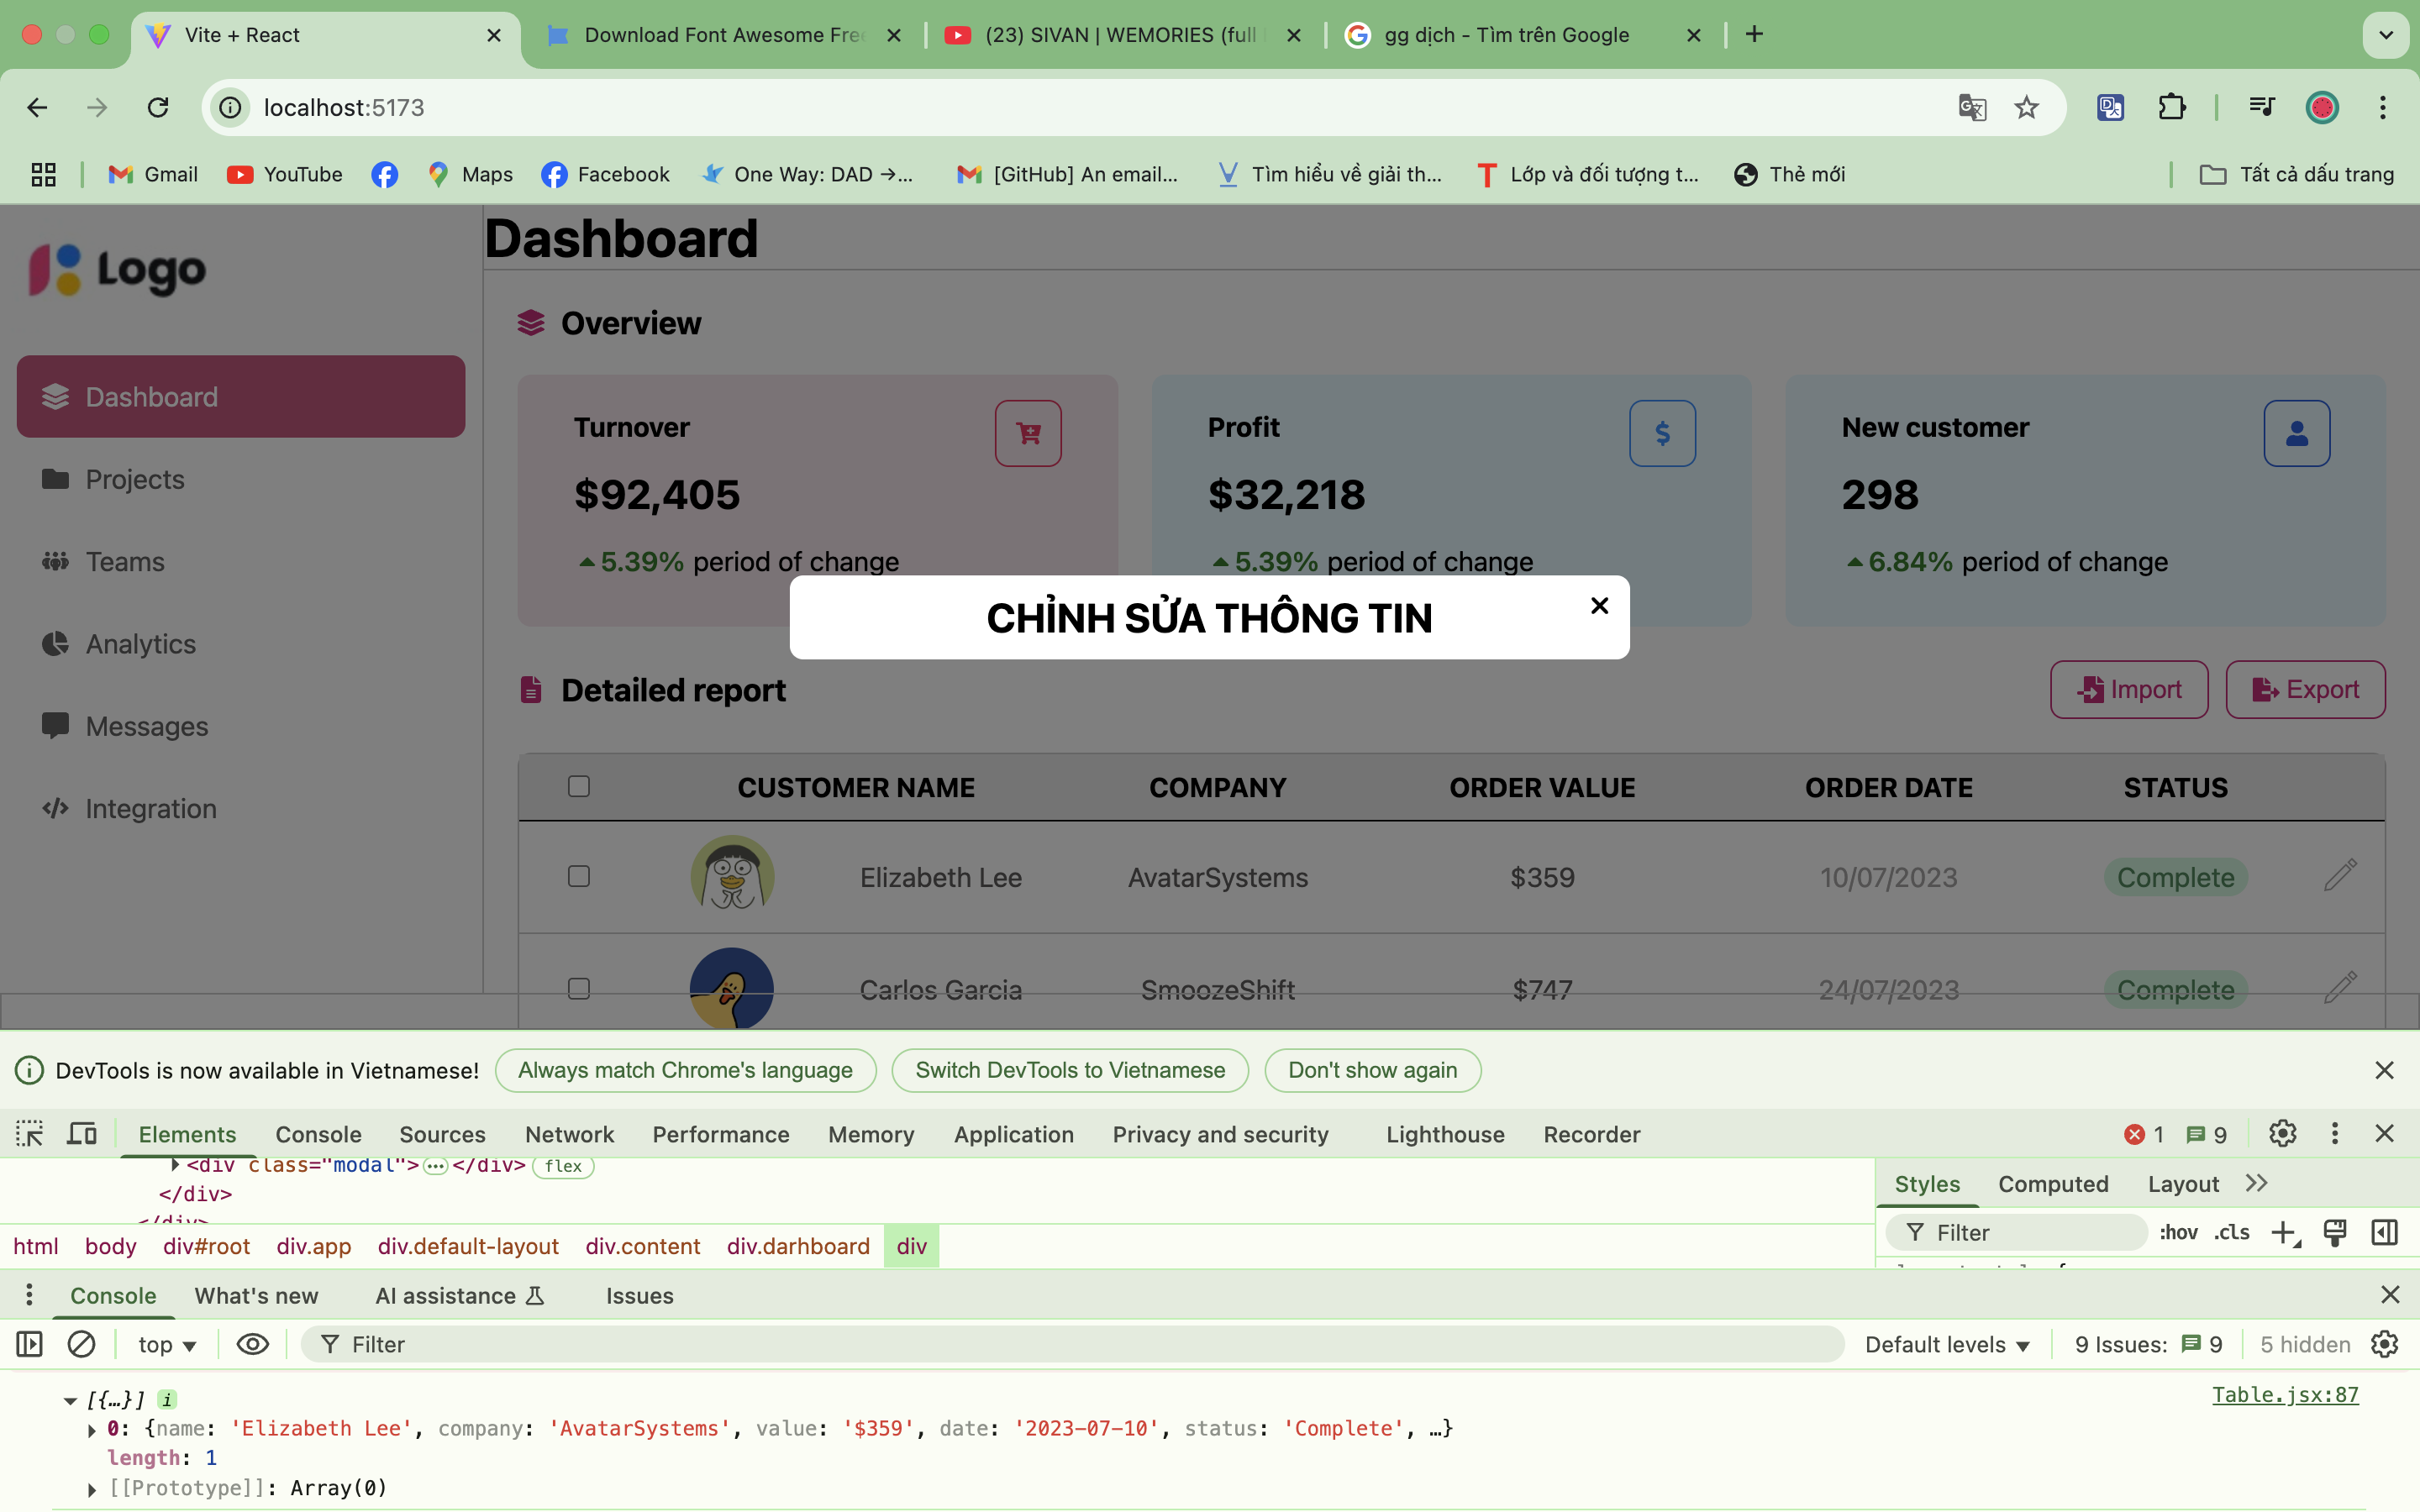 Vite + React
Download Font Awesome Free
(23) SIVAN | WEMORIES (full
gg dịch - Tìm trên Google
localhost:5173
Gmail
YouTube
Maps
Facebook
One Way: DAD →...
[GitHub] An email...
Tìm hiểu về giải th...
Lớp và đối tượng t...
Thẻ mới
Tất cả dấu trang
Logo
Dashboard
Projects
Teams
Analytics
Messages
Integration
Dashboard
Overview
Turnover
$92,405
5.39% period of change
Profit
$32,218
5.39% period of change
New customer
298
6.84% period of change
CHỈNH SỬA THÔNG TIN
Detailed report
Import
Export
CUSTOMER NAME COMPANY ORDER VALUE ORDER DATE STATUS
Elizabeth Lee AvatarSystems $359 10/07/2023 Complete
Carlos Garcia SmoozeShift $747 24/07/2023 Complete
DevTools is now available in Vietnamese! Always match Chrome's language Switch DevTools to Vietnamese Don't show again
Elements Console Sources Network Performance Memory Application Privacy and security Lighthouse Recorder 1 9
<div class="modal">…</div> flex
</div>
</div>
html body div#root div.app div.default-layout div.content div.darhboard div
Styles Computed Layout
Filter :hov .cls
Console What's new AI assistance Issues
top Filter Default levels 9 Issues: 9 5 hidden
[{…}] i Table.jsx:87
0: {name: 'Elizabeth Lee', company: 'AvatarSystems', value: '$359', date: '2023-07-10', status: 'Complete', …}
length: 1
[[Prototype]]: Array(0)